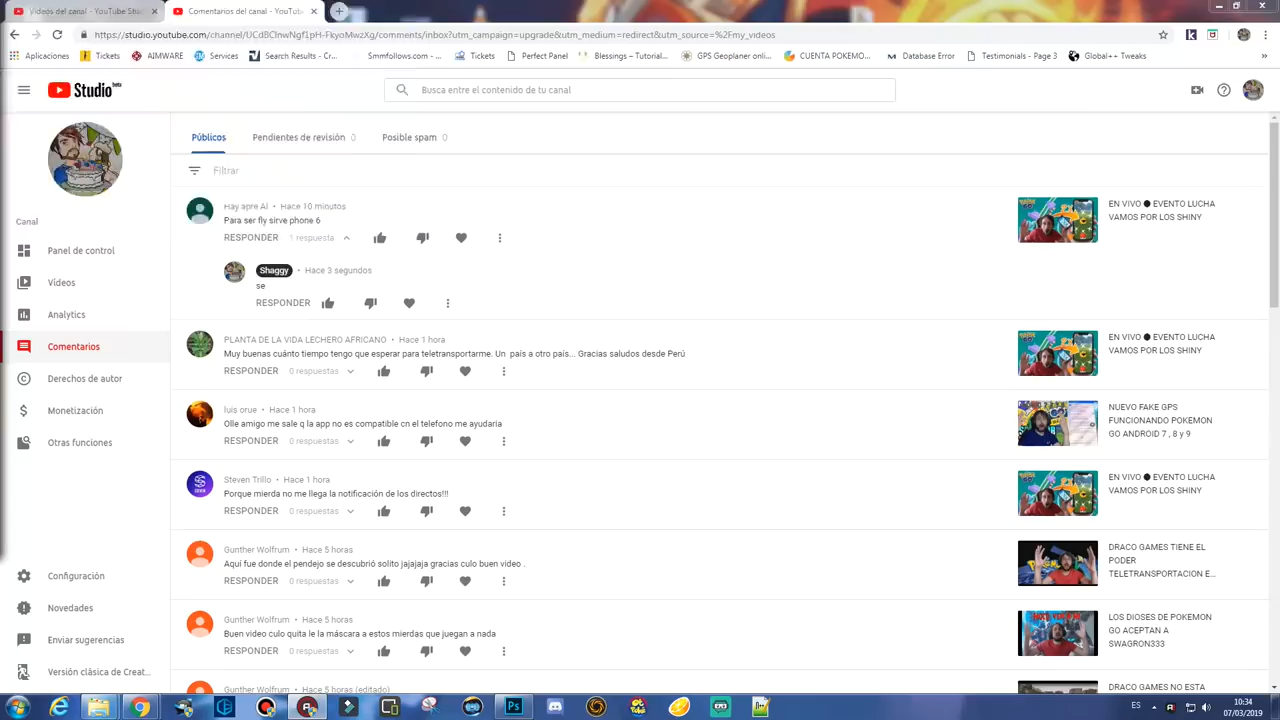 Vídeos del canal - YouTube Stu
Comentarios del canal - YouTube
https://studio.youtube.com/channel/UCdBClnwNgf1pH-FkyoMwzXg/comments/inbox?utm_campaign=upgrade&utm_medium=redirect&utm_source=%2Fmy_videos
Aplicaciones Tickets AIMWARE Services Search Results - Cr... Smmfollows.com - ... Tickets Perfect Panel Blessings – Tutorial... GPS Geoplaner onlin... CUENTA POKEMO... Database Error Testimonials - Page 3 Global++ Tweaks »
Studio beta
Busca entre el contenido de tu canal
Públicos Pendientes de revisión 0 Posible spam 0
Filtrar
Canal
Panel de control
Vídeos
Analytics
Comentarios
Derechos de autor
Monetización
Otras funciones
Configuración
Novedades
Enviar sugerencias
Versión clásica de Creat...
Hay apre Al • Hace 10 minutos
Para ser fly sirve phone 6
RESPONDER 1 respuesta
EN VIVO ● EVENTO LUCHA
VAMOS POR LOS SHINY
Shaggy • Hace 3 segundos
se
RESPONDER
PLANTA DE LA VIDA LECHERO AFRICANO • Hace 1 hora
Muy buenas cuánto tiempo tengo que esperar para teletransportarme. Un país a otro país... Gracias saludos desde Perú
RESPONDER 0 respuestas
EN VIVO ● EVENTO LUCHA
VAMOS POR LOS SHINY
luis orue • Hace 1 hora
Olle amigo me sale q la app no es compatible cn el telefono me ayudaria
RESPONDER 0 respuestas
NUEVO FAKE GPS
FUNCIONANDO POKEMON
GO ANDROID 7 , 8 y 9
Steven Trillo • Hace 1 hora
Porque mierda no me llega la notificación de los directos!!!
RESPONDER 0 respuestas
EN VIVO ● EVENTO LUCHA
VAMOS POR LOS SHINY
Gunther Wolfrum • Hace 5 horas
Aquí fue donde el pendejo se descubrió solito jajajaja gracias culo buen video .
RESPONDER 0 respuestas
DRACO GAMES TIENE EL
PODER
TELETRANSPORTACION E...
Gunther Wolfrum • Hace 5 horas
Buen video culo quita le la máscara a estos mierdas que juegan a nada
RESPONDER 0 respuestas
LOS DIOSES DE POKEMON
GO ACEPTAN A
SWAGRON333
Gunther Wolfrum • Hace 5 horas (editado)
DRACO GAMES NO ESTA
ES
10:34
07/03/2019